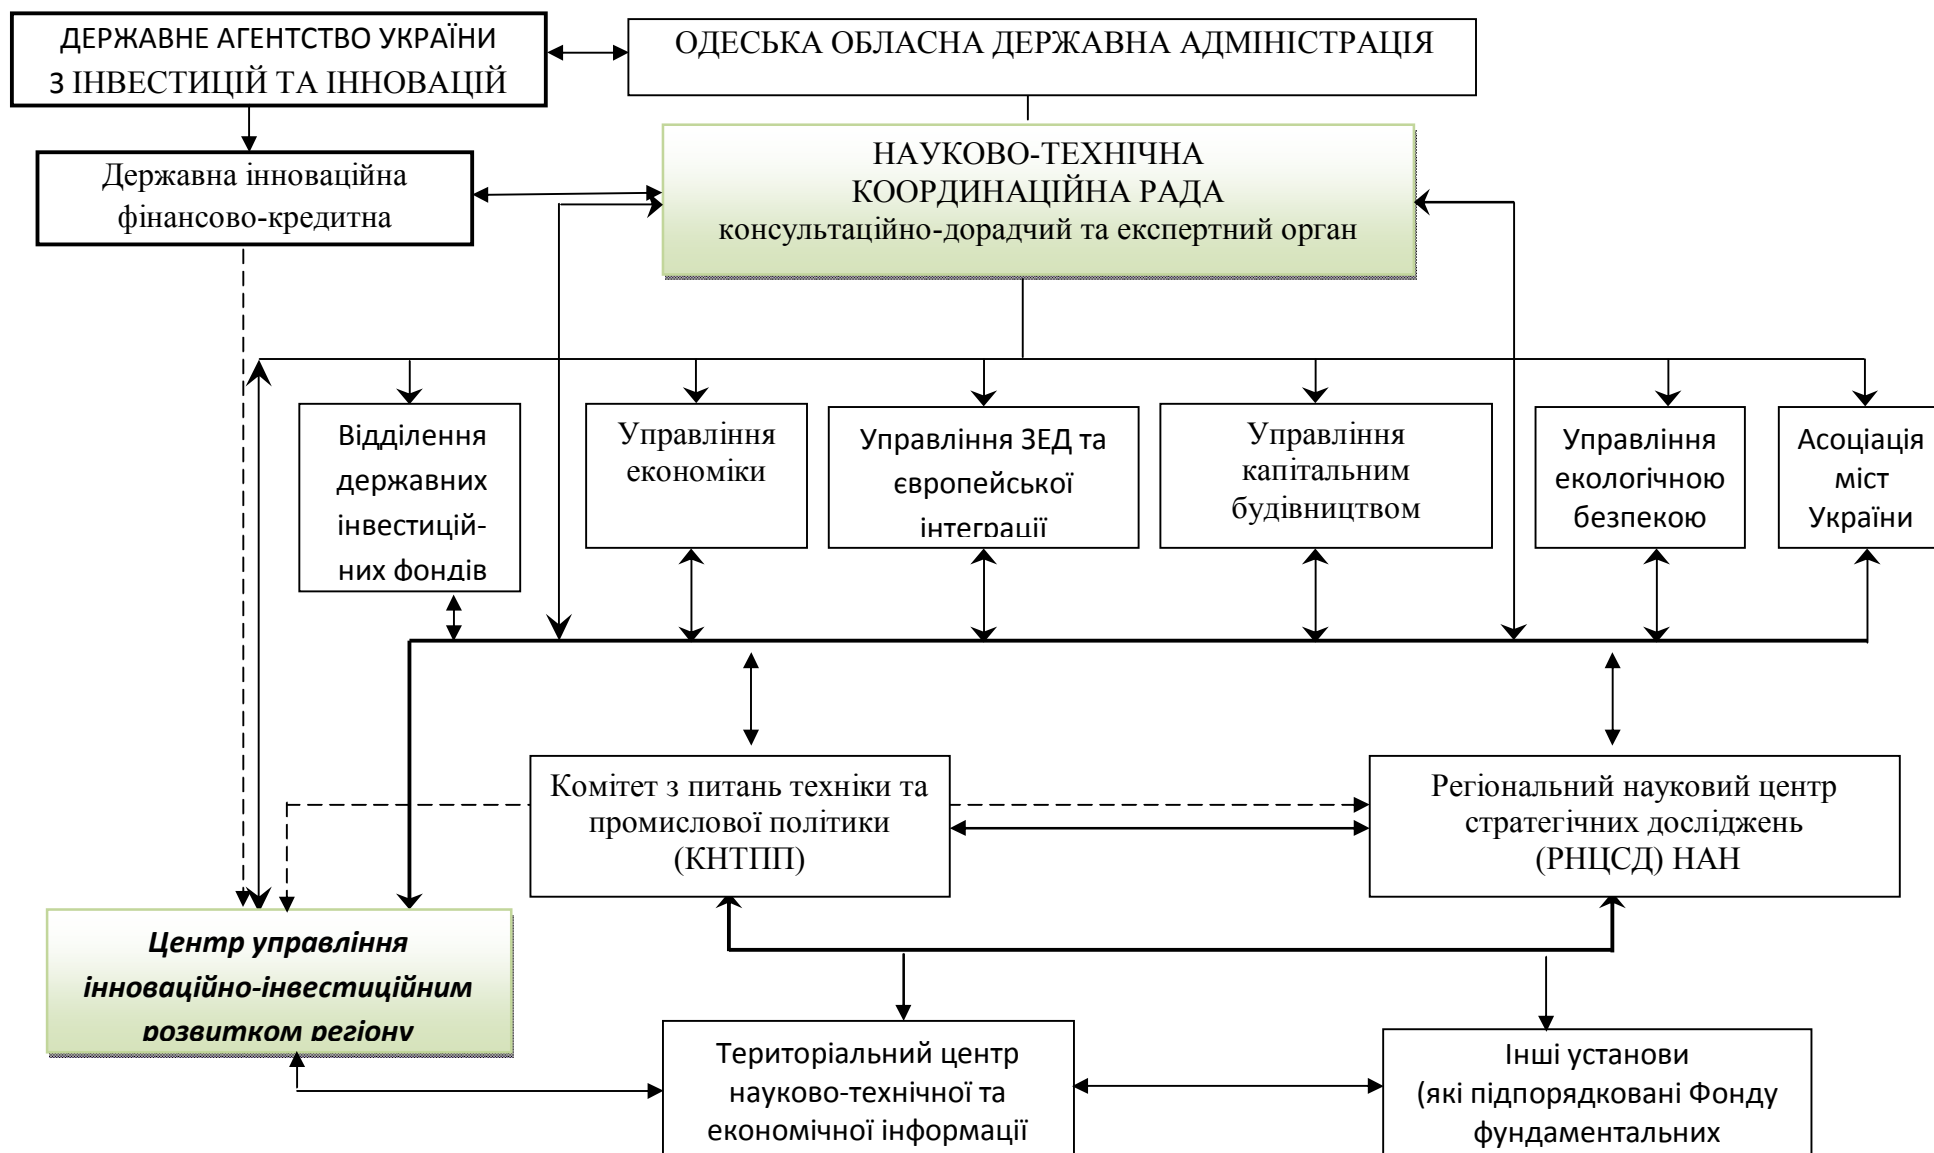 ДЕРЖАВНЕ АГЕНТСТВО УКРАЇНИ
З ІНВЕСТИЦІЙ ТА ІННОВАЦІЙ
ОДЕСЬКА ОБЛАСНА ДЕРЖАВНА АДМІНІСТРАЦІЯ
Державна інноваційна
фінансово-кредитна
НАУКОВО-ТЕХНІЧНА
КООРДИНАЦІЙНА РАДА
консультаційно-дорадчий та експертний орган
Відділення
державних
інвестицій-
них фондів
Управління
економіки
Управління ЗЕД та
європейської
інтеграції
Управління
капітальним
будівництвом
Управління
екологічною
безпекою
Асоціація
міст
України
Комітет з питань техніки та
промислової політики
(КНТПП)
Регіональний науковий центр
стратегічних досліджень
(РНЦСД) НАН
Центр управління
інноваційно-інвестиційним
розвитком регіону
Територіальний центр
науково-технічної та
економічної інформації
Інші установи
(які підпорядковані Фонду
фундаментальних